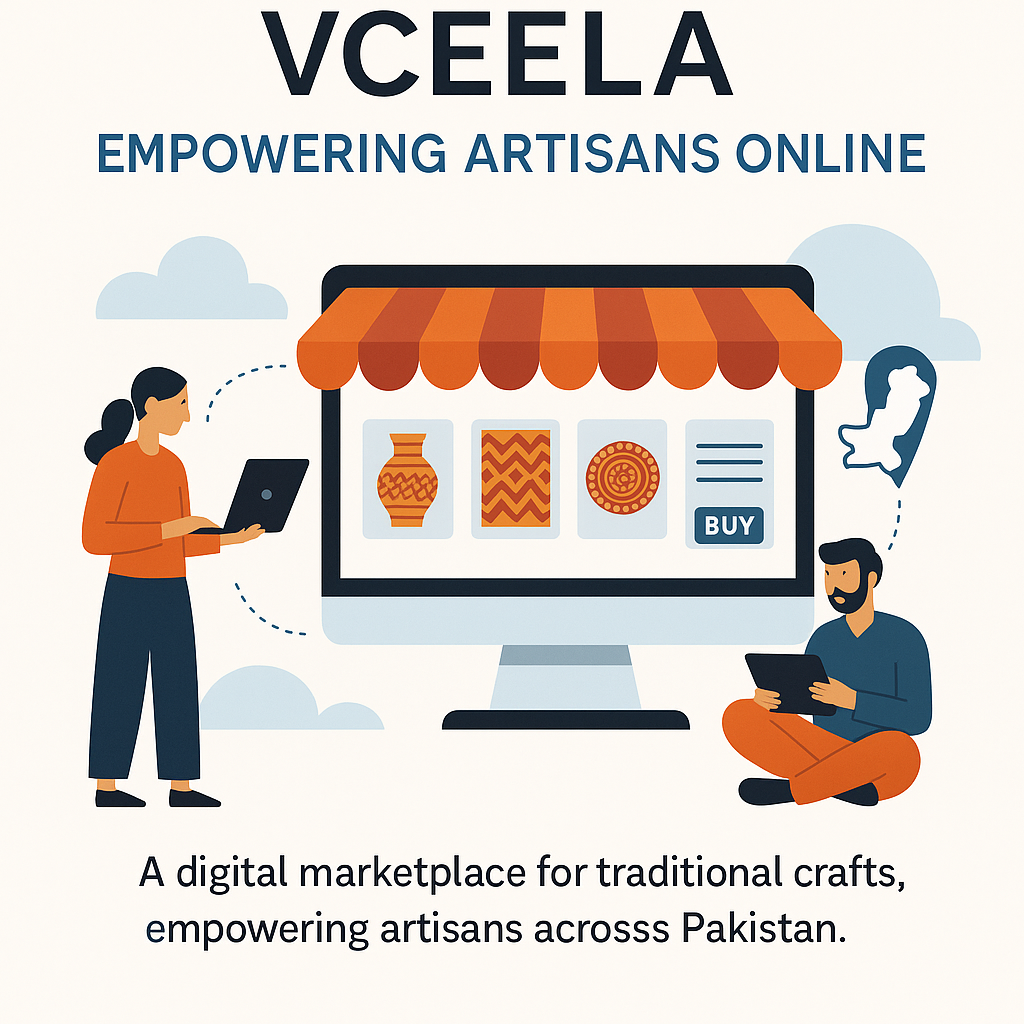 VCEELA
EMPOWERING ARTISANS ONLINE
BUY
A digital marketplace for traditional crafts,
empowering artisans acrosss Pakistan.